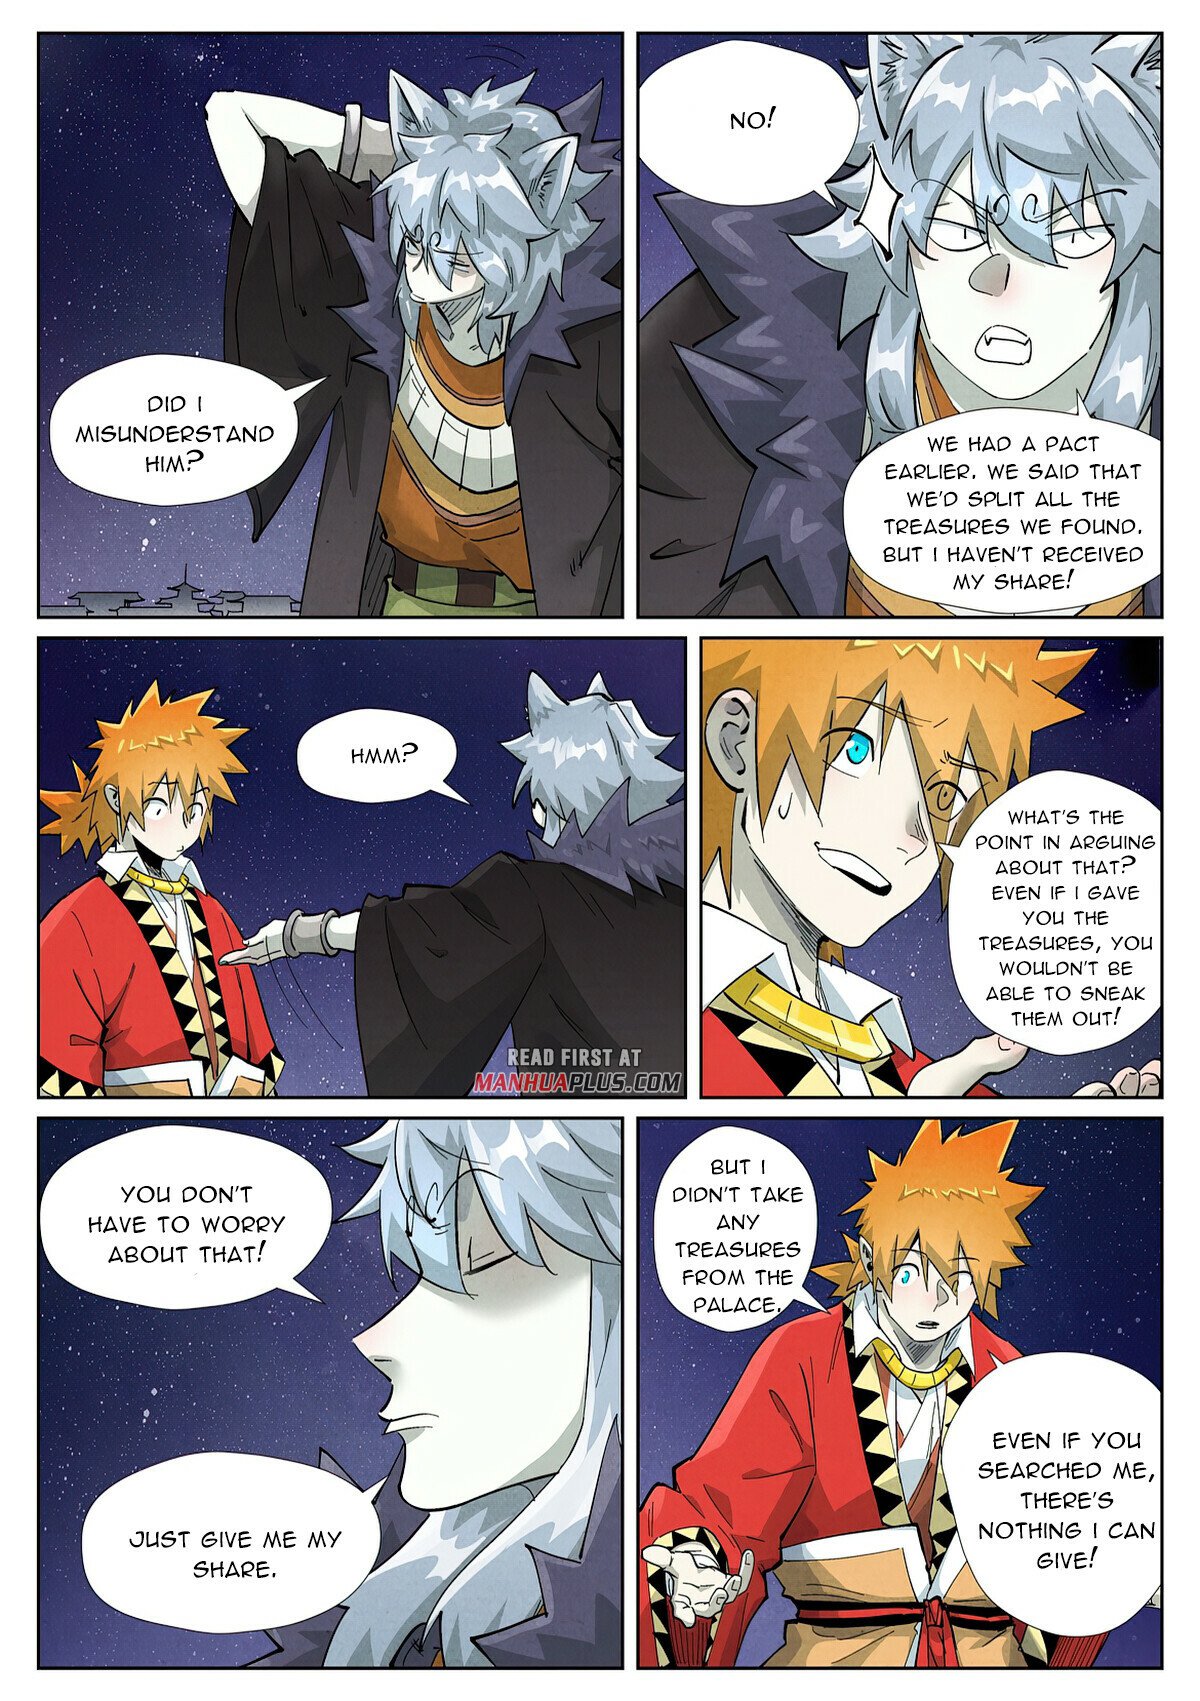 DID I
MISUNDERSTAND
HIM?
NO!
WE HAD A PACT
EARLIER. WE SAID THAT
WE'D SPLIT ALL THE
TREASURES WE FOUND.
BUT I HAVEN'T RECEIVED
MY SHARE!
HMM?
WHAT'S THE
POINT IN ARGUING
ABOUT THAT?
EVEN IF I GAVE
YOU THE
TREASURES, YOU
WOULDN'T BE
ABLE TO SNEAK
THEM OUT!
READ FIRST AT
MANHUAPLUS.COM
YOU DON'T
HAVE TO WORRY
ABOUT THAT!
JUST GIVE ME MY
SHARE.
BUT I
DIDN'T TAKE
ANY
TREASURES
FROM THE
PALACE.
EVEN IF YOU
SEARCHED ME,
THERE'S
NOTHING I CAN
GIVE!